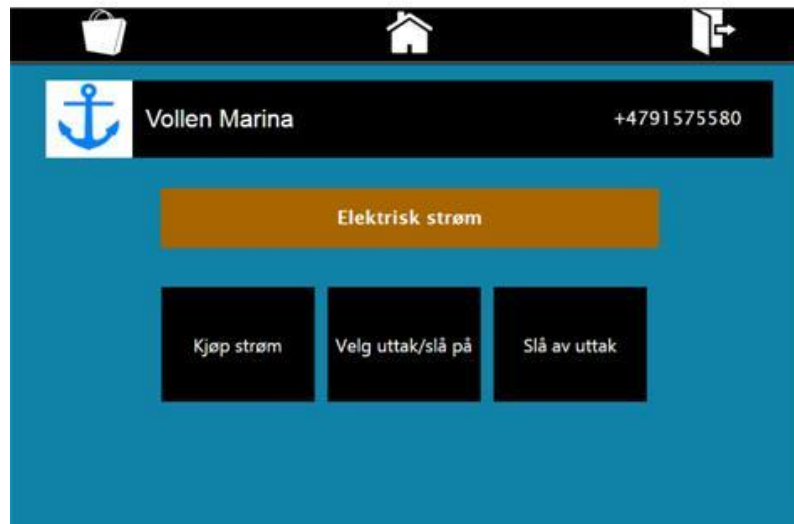 Vollen Marina
+4791575580
Elektrisk strøm
Kjøp strøm
Velg uttak/slå på
Slå av uttak